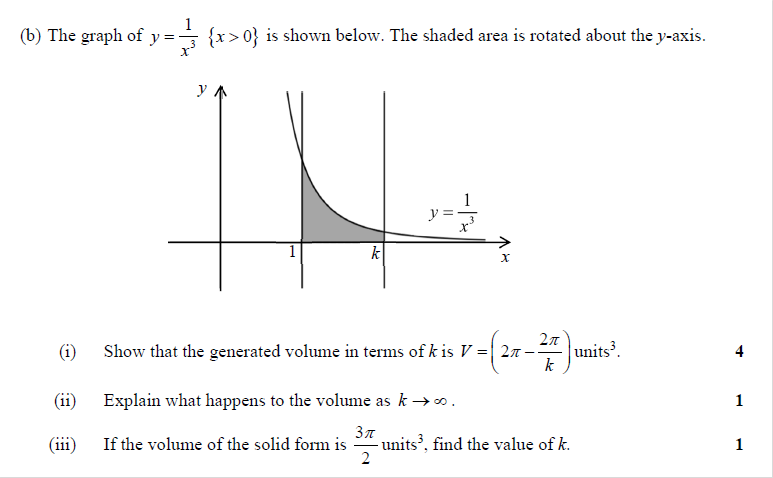 (b) The graph of y = 1/x³ {x > 0} is shown below. The shaded area is rotated about the y-axis.
y
y = 1/x³
1
k
x
(i) Show that the generated volume in terms of k is V = (2π − 2π/k) units³. 4
(ii) Explain what happens to the volume as k → ∞. 1
(iii) If the volume of the solid form is 3π/2 units³, find the value of k. 1